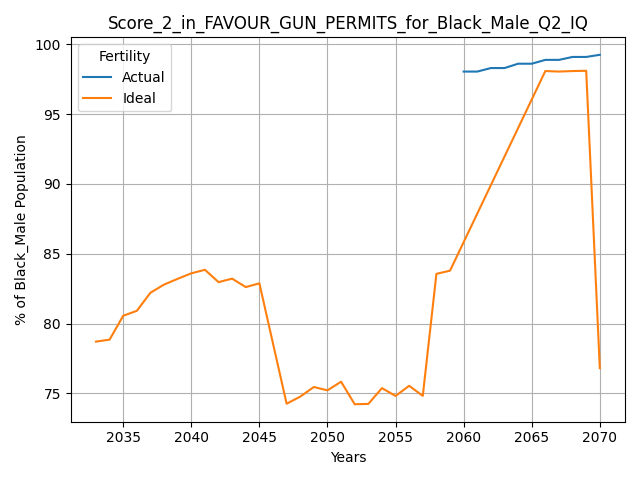 Score_2_in_FAVOUR_GUN_PERMITS_for_Black_Male_Q2_IQ
Fertility
Actual
Ideal
% of Black_Male Population
100
95
90
85
80
75
2035 2040 2045 2050 2055 2060 2065 2070
Years